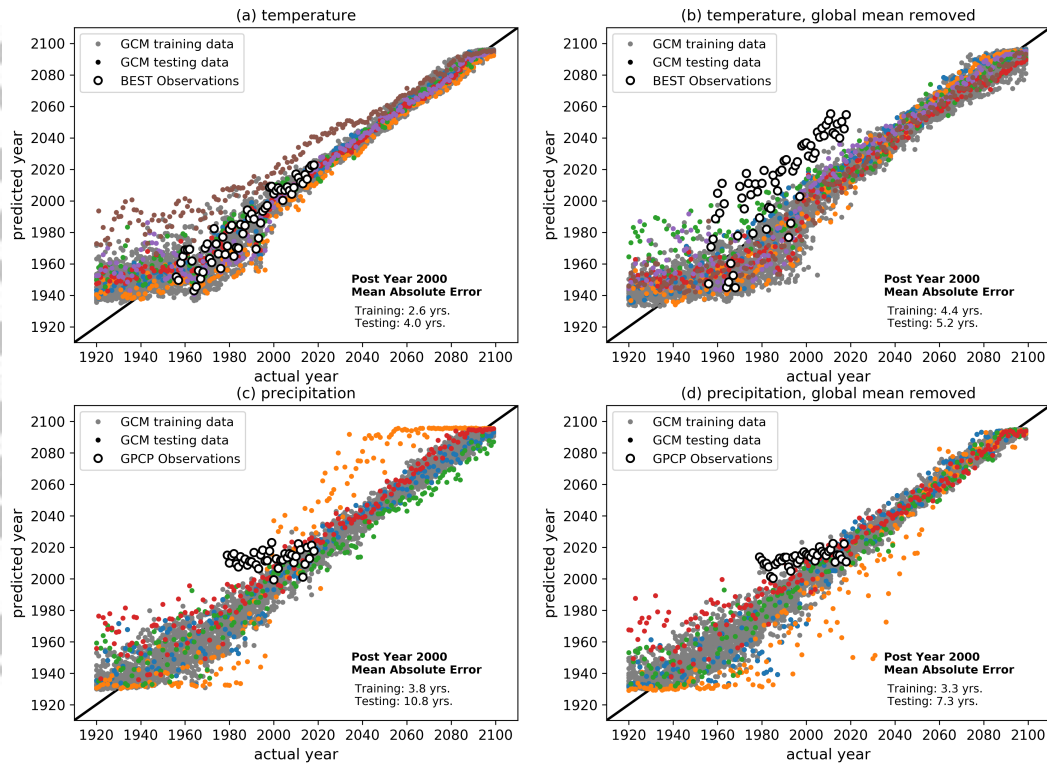 (a) temperature
2100
2080
2060
2040
2020
2000
1980
1960
1940
1920
predicted year
GCM training data
GCM testing data
BEST Observations
Post Year 2000
Mean Absolute Error
Training: 2.6 yrs.
Testing: 4.0 yrs.
1920 1940 1960 1980 2000 2020 2040 2060 2080 2100
actual year
(b) temperature, global mean removed
2100
2080
2060
2040
2020
2000
1980
1960
1940
1920
predicted year
GCM training data
GCM testing data
BEST Observations
Post Year 2000
Mean Absolute Error
Training: 4.4 yrs.
Testing: 5.2 yrs.
1920 1940 1960 1980 2000 2020 2040 2060 2080 2100
actual year
(c) precipitation
2100
2080
2060
2040
2020
2000
1980
1960
1940
1920
predicted year
GCM training data
GCM testing data
GPCP Observations
Post Year 2000
Mean Absolute Error
Training: 3.8 yrs.
Testing: 10.8 yrs.
1920 1940 1960 1980 2000 2020 2040 2060 2080 2100
actual year
(d) precipitation, global mean removed
2100
2080
2060
2040
2020
2000
1980
1960
1940
1920
predicted year
GCM training data
GCM testing data
GPCP Observations
Post Year 2000
Mean Absolute Error
Training: 3.3 yrs.
Testing: 7.3 yrs.
1920 1940 1960 1980 2000 2020 2040 2060 2080 2100
actual year